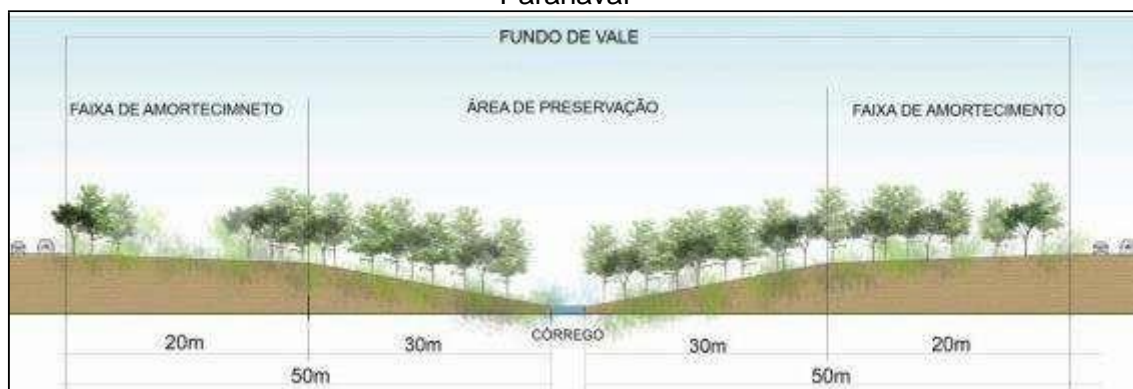 Paranavaí
FUNDO DE VALE
FAIXA DE AMORTECIMNETO
ÁREA DE PRESERVAÇÃO
FAIXA DE AMORTECIMENTO
CÓRREGO
20m
30m
30m
20m
50m
50m